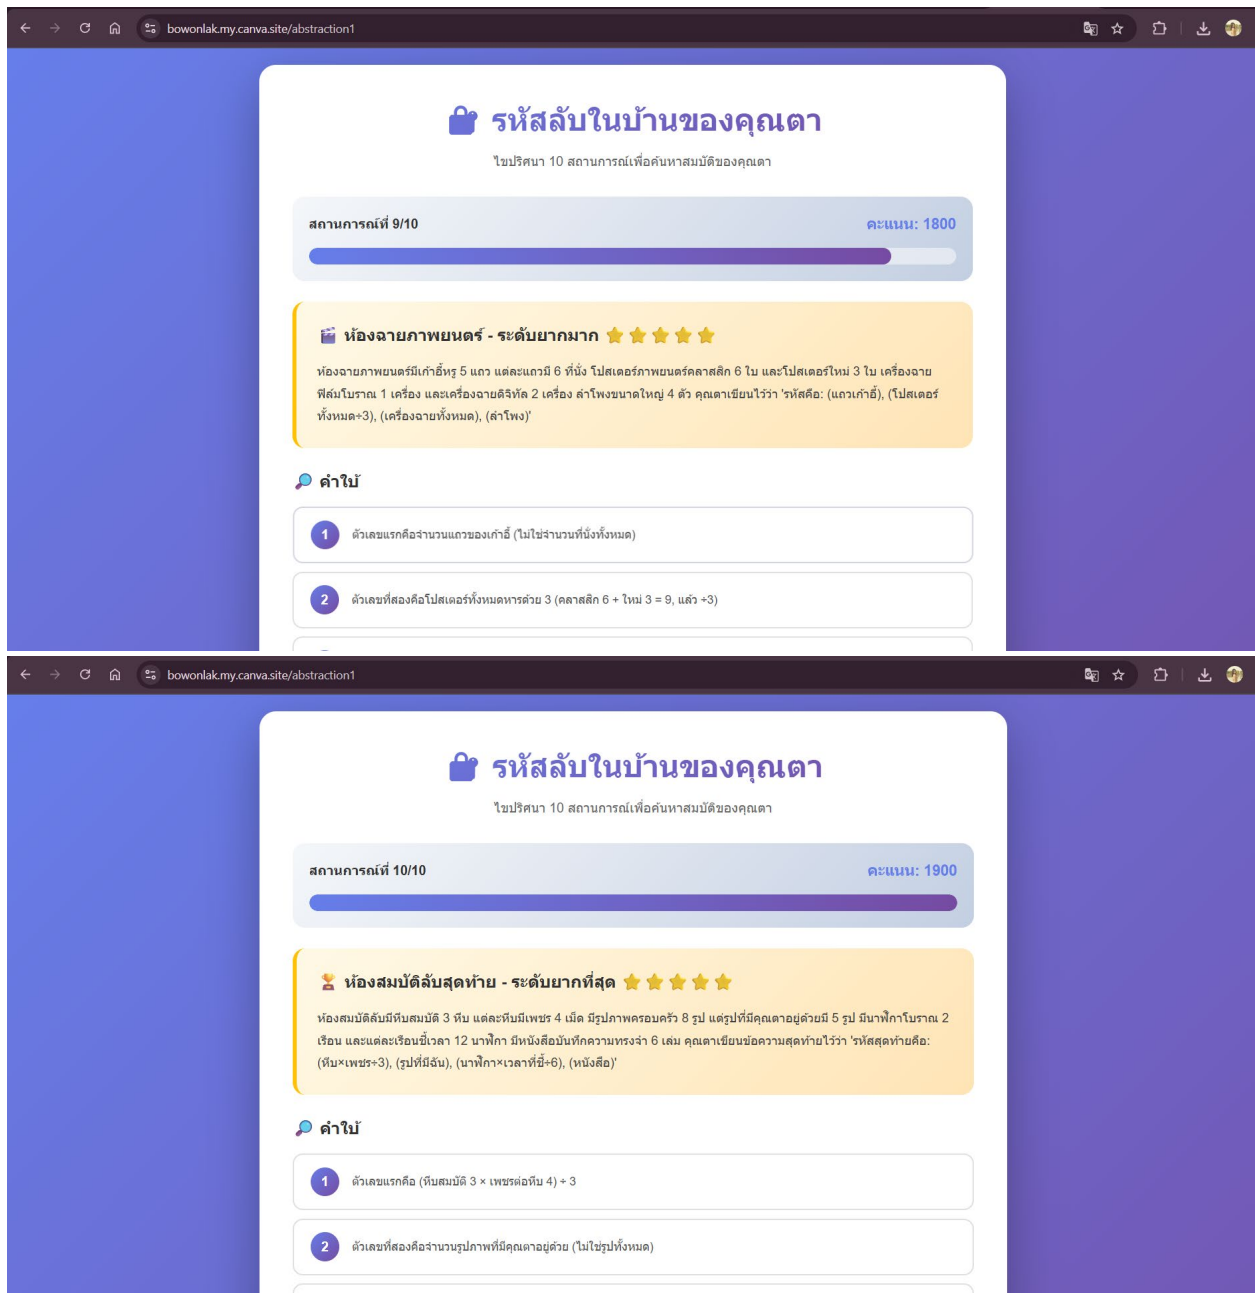 bowonlak.my.canva.site/abstraction1
รหัสลับในบ้านของคุณตา
ไขปริศนา 10 สถานการณ์เพื่อค้นหาสมบัติของคุณตา
สถานการณ์ที่ 9/10
คะแนน: 1800
ห้องฉายภาพยนตร์ - ระดับยากมาก
ห้องฉายภาพยนตร์มีเก้าอี้หรู 5 แถว แต่ละแถวมี 6 ที่นั่ง โปสเตอร์ภาพยนตร์คลาสสิก 6 ใบ และโปสเตอร์ใหม่ 3 ใบ เครื่องฉาย
ฟิล์มโบราณ 1 เครื่อง และเครื่องฉายดิจิทัล 2 เครื่อง ลำโพงขนาดใหญ่ 4 ตัว คุณตาเขียนไว้ว่า 'รหัสคือ: (แถวเก้าอี้), (โปสเตอร์
ทั้งหมด÷3), (เครื่องฉายทั้งหมด), (ลำโพง)'
คำใบ้
1 ตัวเลขแรกคือจำนวนแถวของเก้าอี้ (ไม่ใช่จำนวนที่นั่งทั้งหมด)
2 ตัวเลขที่สองคือโปสเตอร์ทั้งหมดหารด้วย 3 (คลาสสิก 6 + ใหม่ 3 = 9, แล้ว ÷3)
bowonlak.my.canva.site/abstraction1
รหัสลับในบ้านของคุณตา
ไขปริศนา 10 สถานการณ์เพื่อค้นหาสมบัติของคุณตา
สถานการณ์ที่ 10/10
คะแนน: 1900
ห้องสมบัติลับสุดท้าย - ระดับยากที่สุด
ห้องสมบัติลับมีหีบสมบัติ 3 หีบ แต่ละหีบมีเพชร 4 เม็ด มีรูปภาพครอบครัว 8 รูป แต่รูปที่มีคุณตาอยู่ด้วยมี 5 รูป มีนาฬิกาโบราณ 2
เรือน และแต่ละเรือนชี้เวลา 12 นาฬิกา มีหนังสือบันทึกความทรงจำ 6 เล่ม คุณตาเขียนข้อความสุดท้ายไว้ว่า 'รหัสสุดท้ายคือ:
(หีบ×เพชร÷3), (รูปที่มีฉัน), (นาฬิกา×เวลาที่ชี้÷6), (หนังสือ)'
คำใบ้
1 ตัวเลขแรกคือ (หีบสมบัติ 3 × เพชรต่อหีบ 4) ÷ 3
2 ตัวเลขที่สองคือจำนวนรูปภาพที่มีคุณตาอยู่ด้วย (ไม่ใช่รูปทั้งหมด)